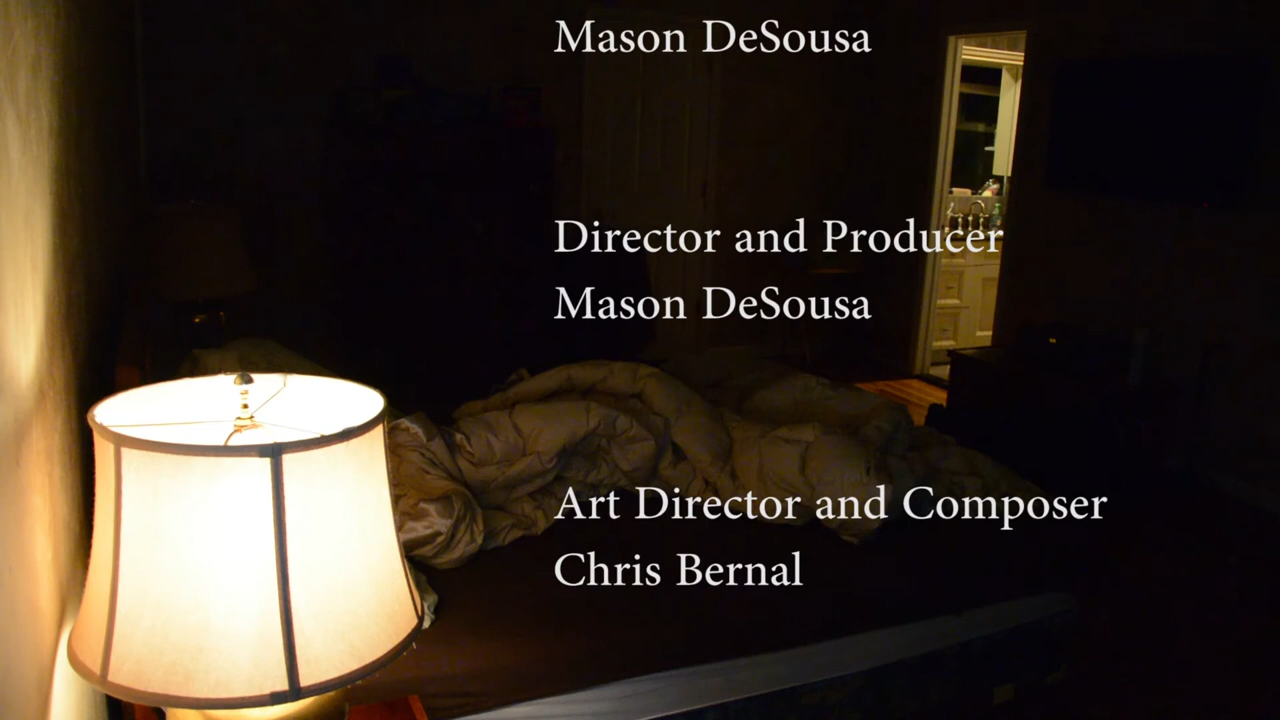 Mason DeSousa
Director and Producer
Mason DeSousa
Art Director and Composer
Chris Bernal